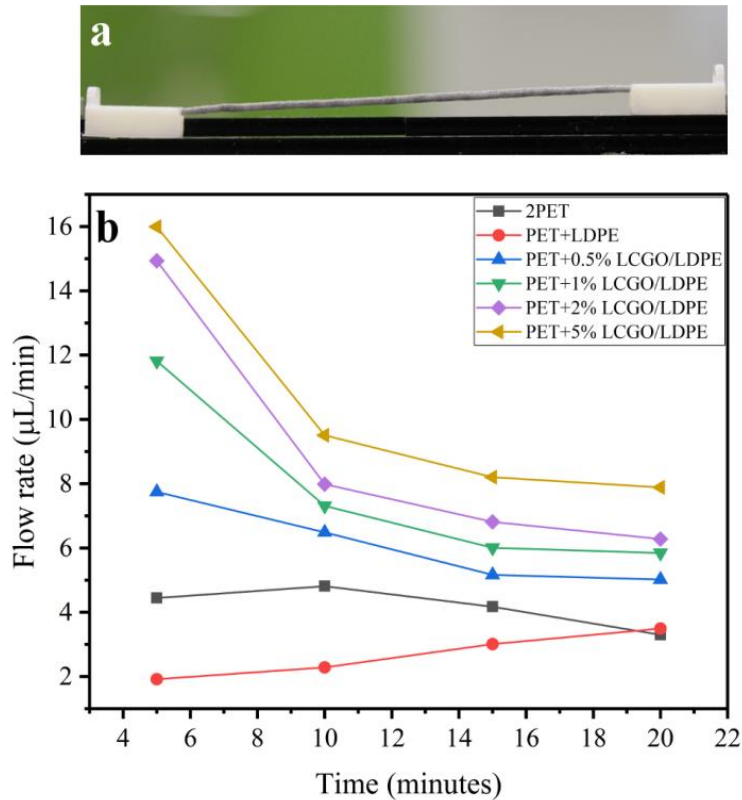 a
b
2PET
PET+LDPE
PET+0.5% LCGO/LDPE
PET+1% LCGO/LDPE
PET+2% LCGO/LDPE
PET+5% LCGO/LDPE
16
14
12
10
8
6
4
2
Flow rate (µL/min)
4 6 8 10 12 14 16 18 20 22
Time (minutes)